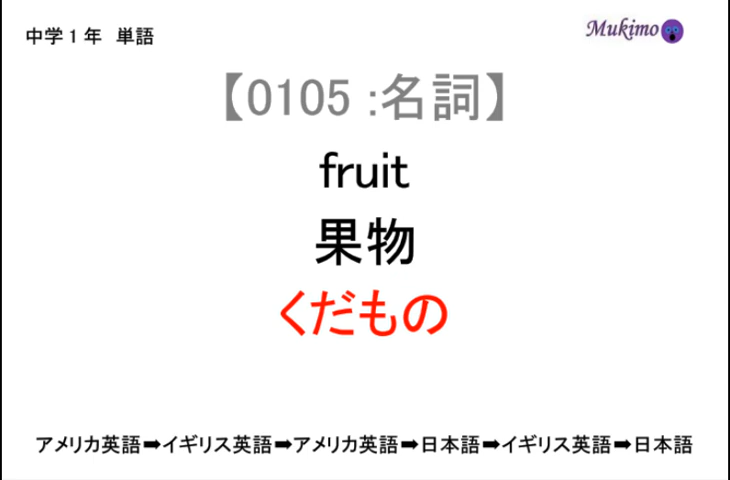 中学1年 単語
Mukimo
【0105 :名詞】
fruit
果物
くだもの
アメリカ英語➡イギリス英語➡アメリカ英語➡日本語➡イギリス英語➡日本語